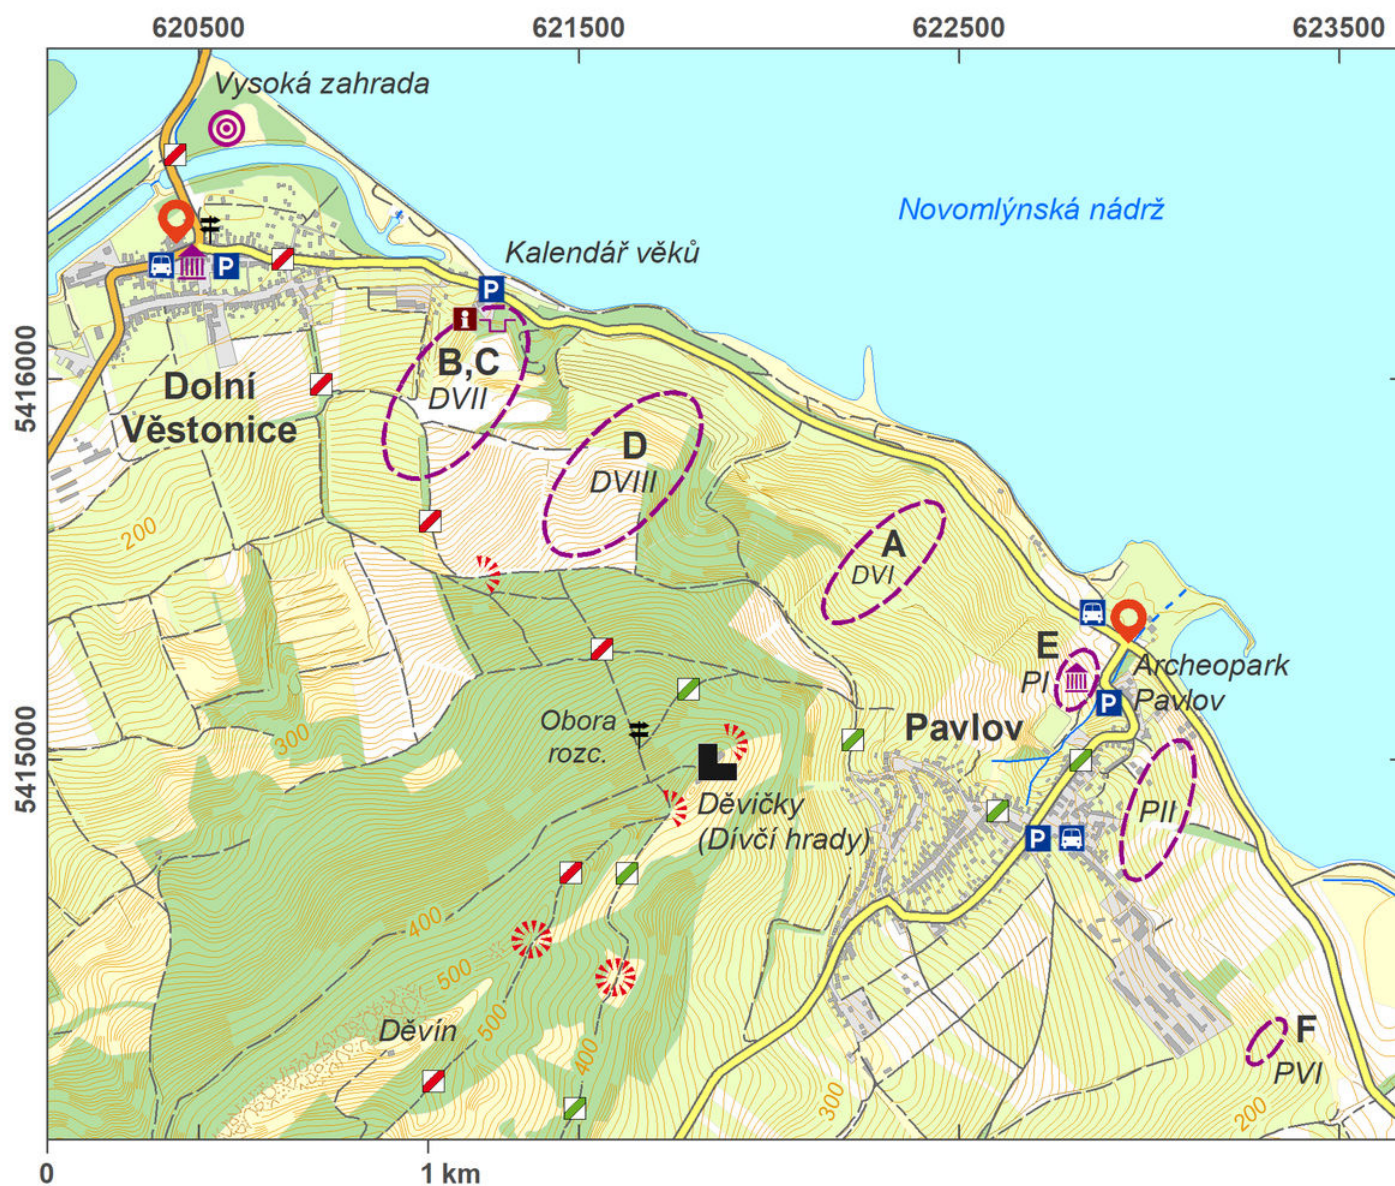 620500
621500
622500
623500
Vysoká zahrada
Novomlýnská nádrž
Kalendář věků
P
P
i
5416000
B,C
DVII
Dolní
Věstonice
D
DVIII
200
A
DVI
E
PI
Archeopark
Pavlov
P
Obora
rozc.
300
Pavlov
5415000
Děvičky
(Dívčí hrady)
PII
P
400
500
500
Děvín
400
F
PVI
300
200
0
1 km